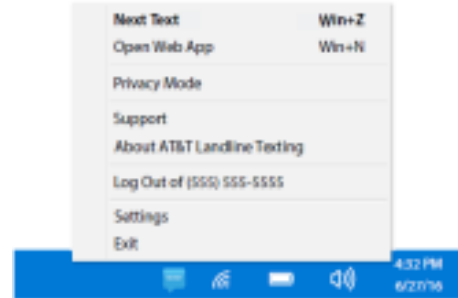 Next Text Win+Z
Open Web App Win+N
Privacy Mode
Support
About AT&T Landline Texting
Log Out of (555) 555-5555
Settings
Exit
4:32 PM
6/27/16